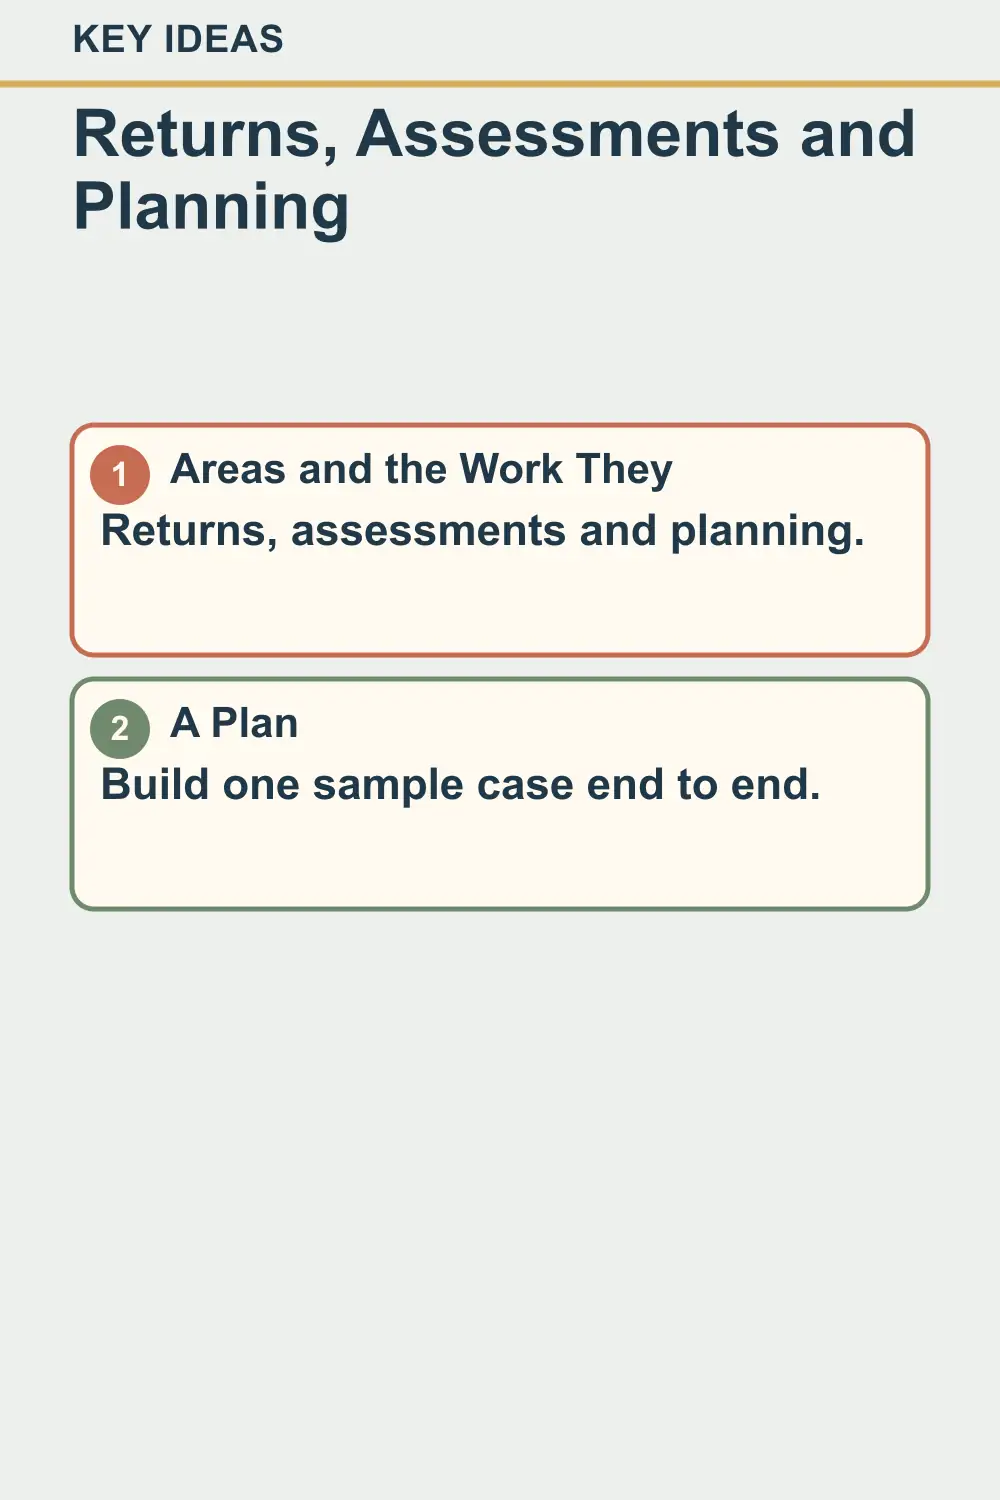 KEY IDEAS
Returns, Assessments and
Planning
1 Areas and the Work They
Returns, assessments and planning.
2 A Plan
Build one sample case end to end.